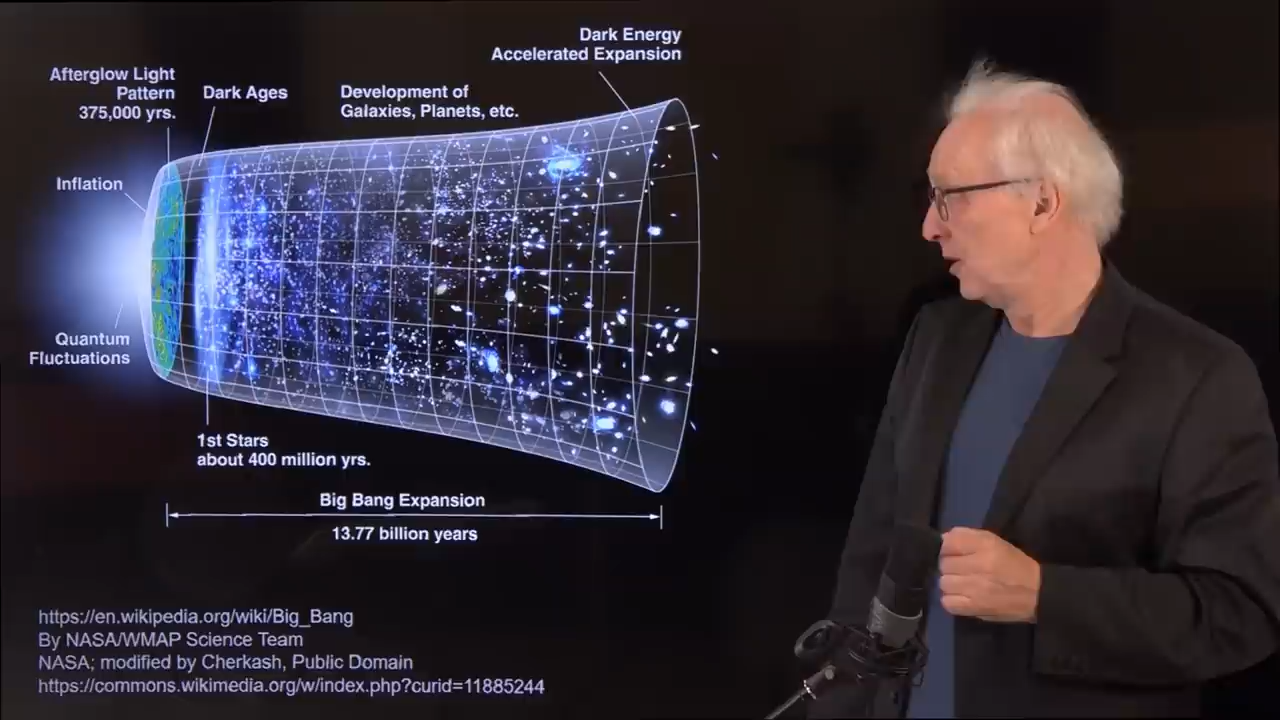 Dark Energy
Accelerated Expansion
Afterglow Light
Pattern
375,000 yrs.
Dark Ages
Development of
Galaxies, Planets, etc.
Inflation
Quantum
Fluctuations
1st Stars
about 400 million yrs.
Big Bang Expansion
13.77 billion years
https://en.wikipedia.org/wiki/Big_Bang
By NASA/WMAP Science Team
NASA; modified by Cherkash, Public Domain
https://commons.wikimedia.org/w/index.php?curid=11885244